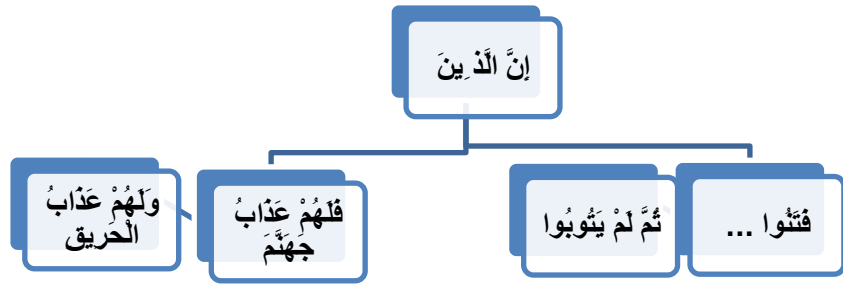 إِنَّ الَّذِينَ
فَتَنُوا ...
ثُمَّ لَمْ يَتُوبُوا
فَلَهُمْ عَذَابُ
جَهَنَّمَ
وَلَهُمْ عَذَابُ
الْحَرِيق